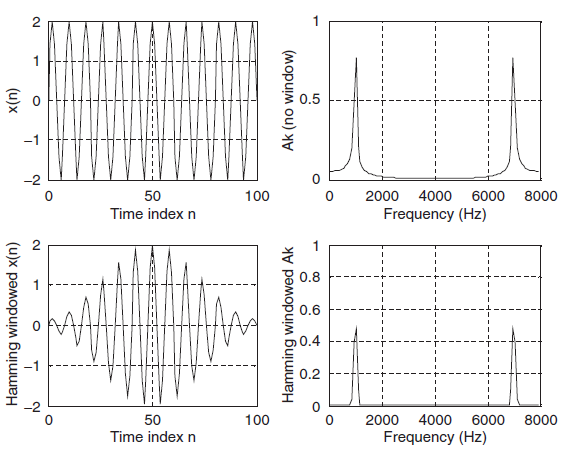 x(n)
2
1
0
−1
−2
0 50 100
Time index n
Ak (no window)
1
0.5
0
0 2000 4000 6000 8000
Frequency (Hz)
Hamming windowed x(n)
2
1
0
−1
−2
0 50 100
Time index n
Hamming windowed Ak
1
0.8
0.6
0.4
0.2
0
0 2000 4000 6000 8000
Frequency (Hz)